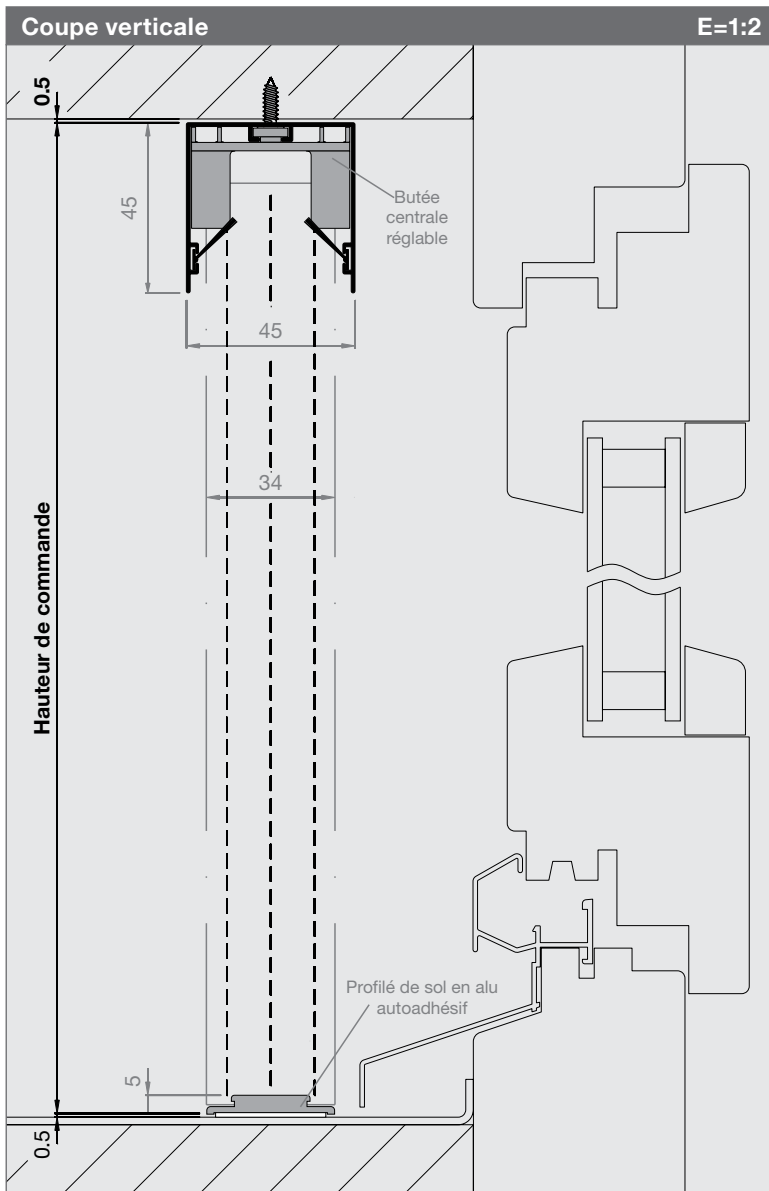 Coupe verticale E=1:2
0.5
45
Butée
centrale
réglable
45
34
Hauteur de commande
Profilé de sol en alu
autoadhésif
5
0.5